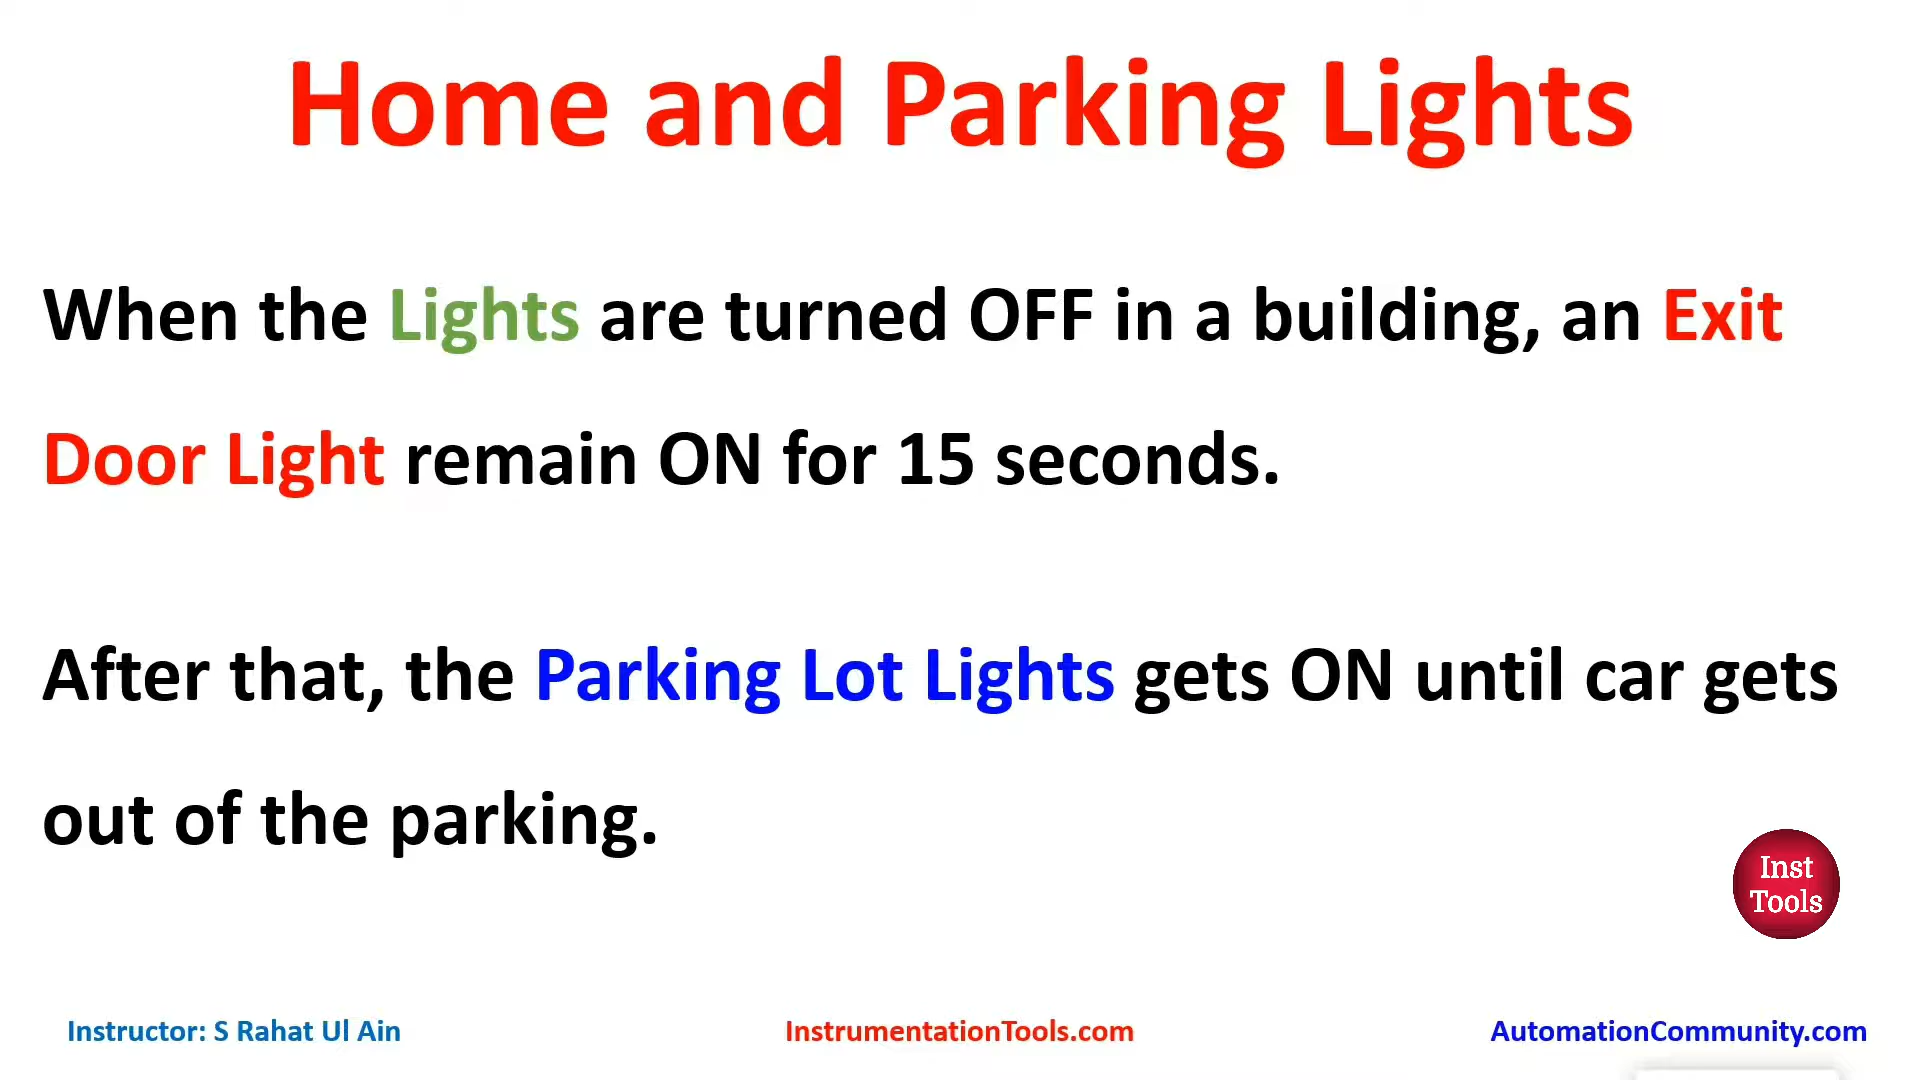 Home and Parking Lights
When the Lights are turned OFF in a building, an Exit
Door Light remain ON for 15 seconds.
After that, the Parking Lot Lights gets ON until car gets
out of the parking.
Inst
Tools
Instructor: S Rahat Ul Ain
InstrumentationTools.com
AutomationCommunity.com